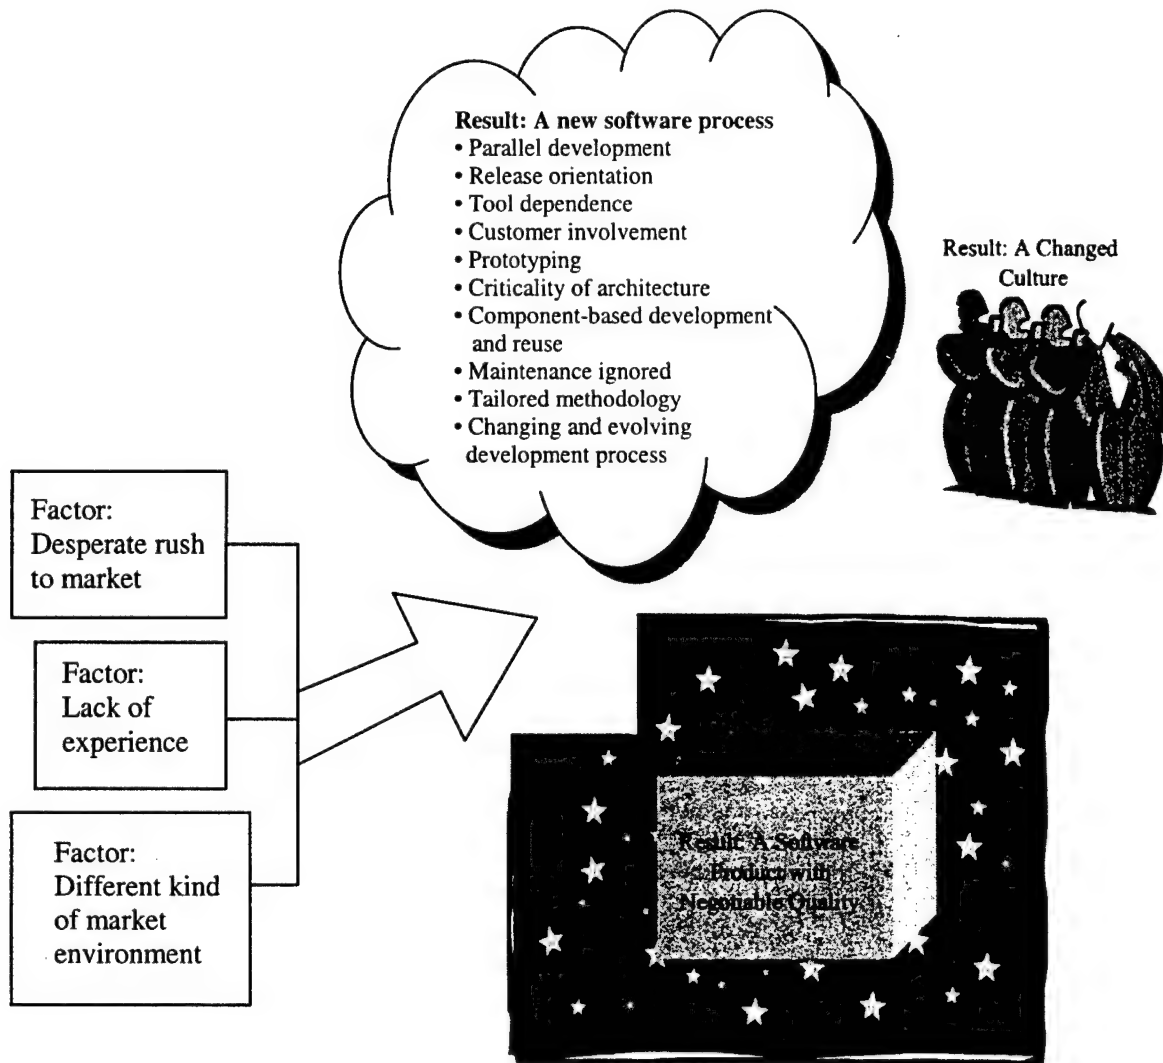 Result: A new software process
• Parallel development
• Release orientation
• Tool dependence
• Customer involvement
• Prototyping
• Criticality of architecture
• Component-based development
and reuse
• Maintenance ignored
• Tailored methodology
• Changing and evolving
development process
Result: A Changed
Culture
Factor:
Desperate rush
to market
Factor:
Lack of
experience
Factor:
Different kind
of market
environment
Result: A Software
Product with
Negotiable Quality